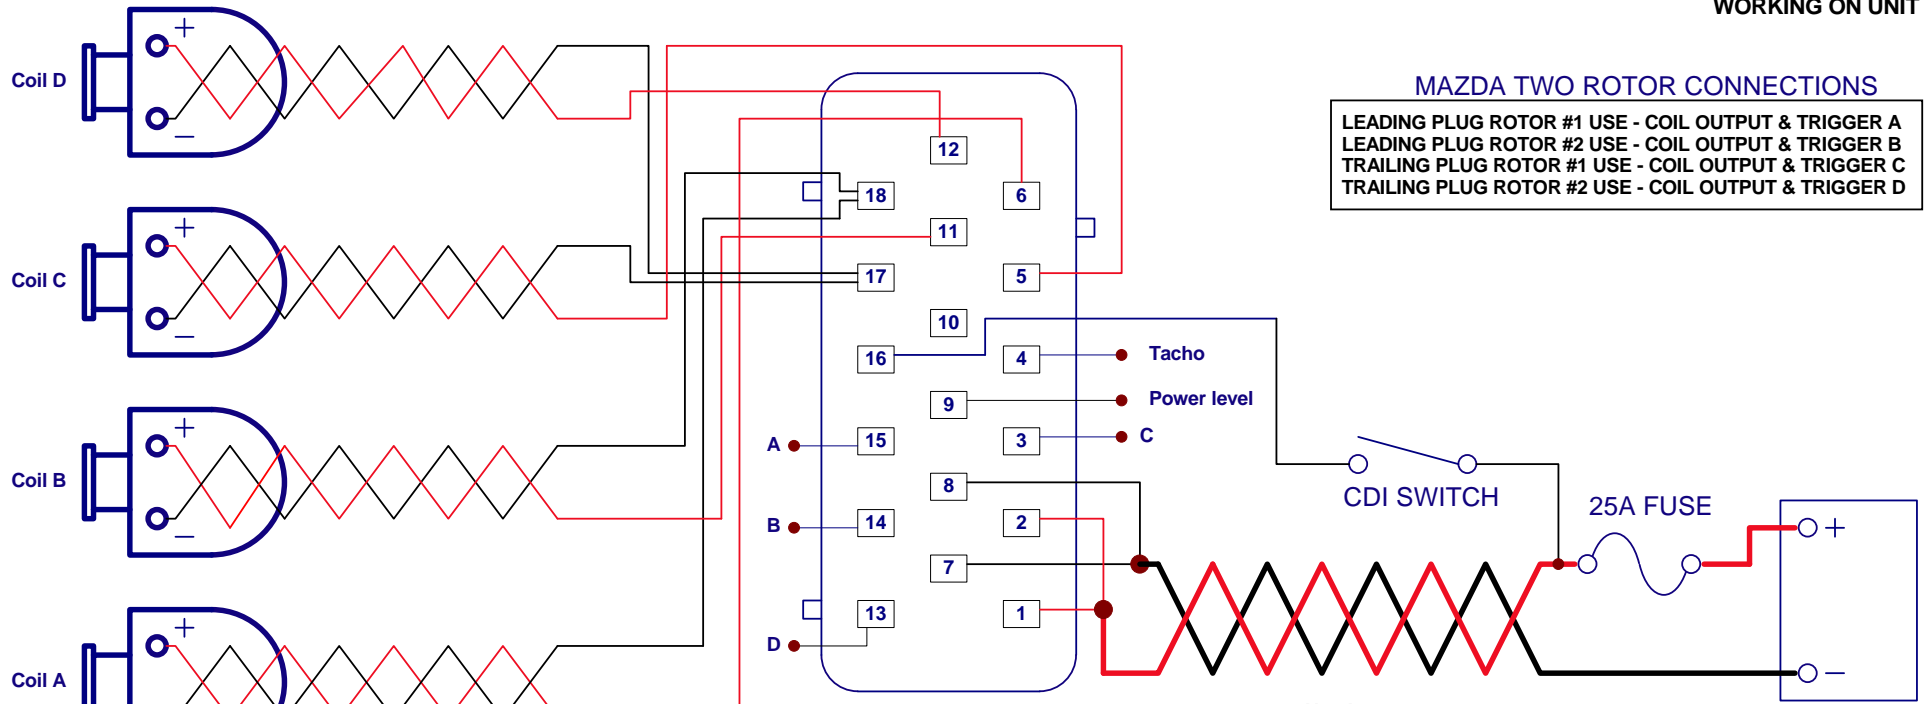 WORKING ON UNIT
MAZDA TWO ROTOR CONNECTIONS
LEADING PLUG ROTOR #1 USE - COIL OUTPUT & TRIGGER A
LEADING PLUG ROTOR #2 USE - COIL OUTPUT & TRIGGER B
TRAILING PLUG ROTOR #1 USE - COIL OUTPUT & TRIGGER C
TRAILING PLUG ROTOR #2 USE - COIL OUTPUT & TRIGGER D
Coil D
+
−
Coil C
+
−
Coil B
+
−
Coil A
+
12
18
6
11
17
5
10
16
4
Tacho
9
Power level
A
15
3
C
8
B
14
2
7
13
1
D
CDI SWITCH
25A FUSE
+
−